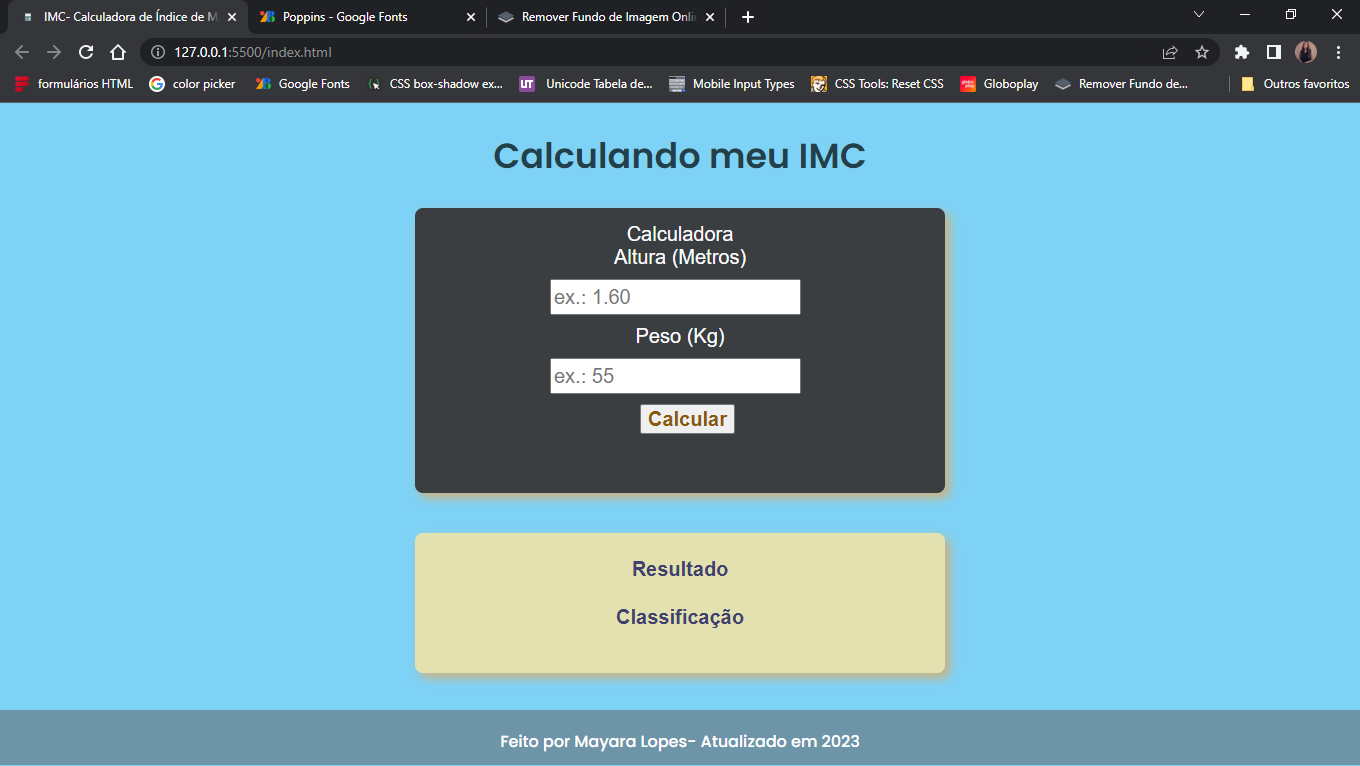 IMC- Calculadora de Índice de M
Poppins - Google Fonts
Remover Fundo de Imagem Onli
127.0.0.1:5500/index.html
formulários HTML
color picker
Google Fonts
CSS box-shadow ex...
UT
Unicode Tabela de...
Mobile Input Types
CSS Tools: Reset CSS
Globoplay
Remover Fundo de...
Outros favoritos
Calculando meu IMC
Calculadora
Altura (Metros)
ex.: 1.60
Peso (Kg)
ex.: 55
Calcular
Resultado
Classificação
Feito por Mayara Lopes- Atualizado em 2023